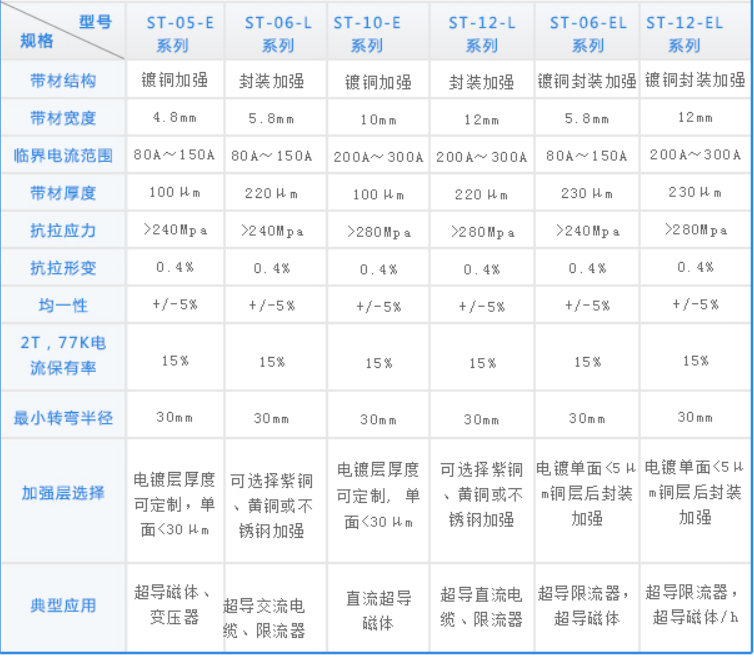 型号 ST-05-E ST-06-L ST-10-E ST-12-L ST-06-EL ST-12-EL
规格 系列 系列 系列 系列 系列 系列
带材结构 镀铜加强 封装加强 镀铜加强 封装加强 镀铜封装加强 镀铜封装加强
带材宽度 4.8mm 5.8mm 10mm 12mm 5.8mm 12mm
临界电流范围 80A～150A 80A～150A 200A～300A 200A～300A 80A～150A 200A～300A
带材厚度 100μm 220μm 100μm 220μm 230μm 230μm
抗拉应力 >240Mpa >240Mpa >280Mpa >280Mpa >240Mpa >280Mpa
抗拉形变 0.4% 0.4% 0.4% 0.4% 0.4% 0.4%
均一性 +/-5% +/-5% +/-5% +/-5% +/-5% +/-5%
2T，77K电
流保有率 15% 15% 15% 15% 15% 15%
最小转弯半径 30mm 30mm 30mm 30mm 30mm 30mm
加强层选择
电镀层厚度
可定制，单
面<30μm
可选择紫铜
、黄铜或不
锈钢加强
电镀层厚度
可定制，单
面<30μm
可选择紫铜
、黄铜或不
锈钢加强
电镀单面<5μ
m铜层后封装
加强
电镀单面<5μ
m铜层后封装
加强
典型应用
超导磁体、
变压器
超导交流电
缆、限流器
直流超导
磁体
超导直流电
缆、限流器
超导限流器，
超导磁体
超导限流器，
超导磁体/h